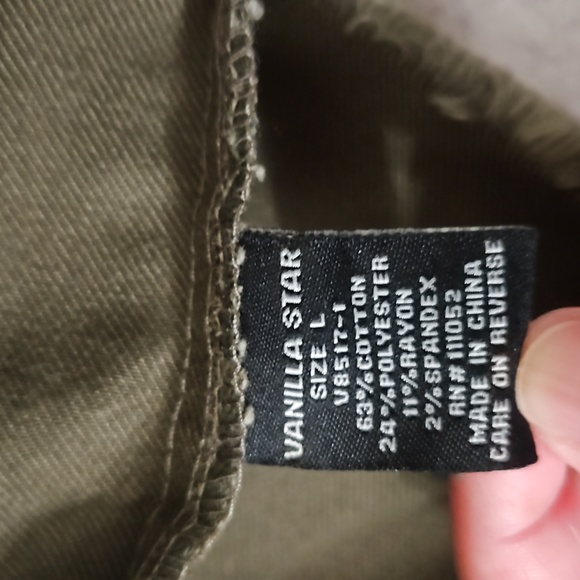 VANILLA STAR
SIZE L
V8517-1
63%COTTON
24%POLYESTER
11%RAYON
2%SPANDEX
RN# 111052
MADE IN CHINA
CARE ON REVERSE